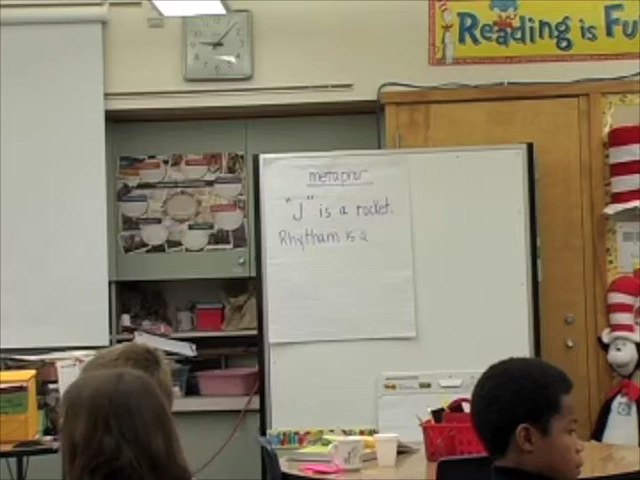 Reading is Fu
metaphor
"J" is a rocket.
Rhytham is a